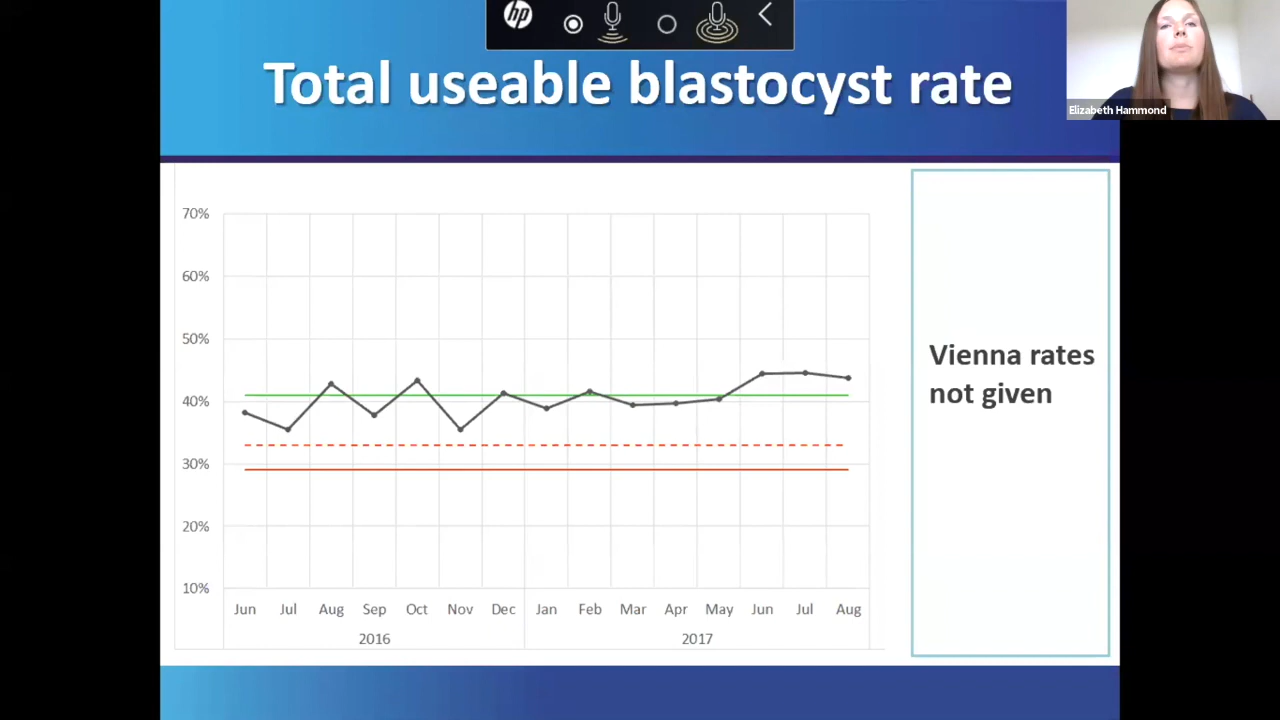 hp
Total useable blastocyst rate
Elizabeth Hammond
70%
60%
50%
40%
30%
20%
10%
Jun Jul Aug Sep Oct Nov Dec Jan Feb Mar Apr May Jun Jul Aug
2016 2017
Vienna rates
not given